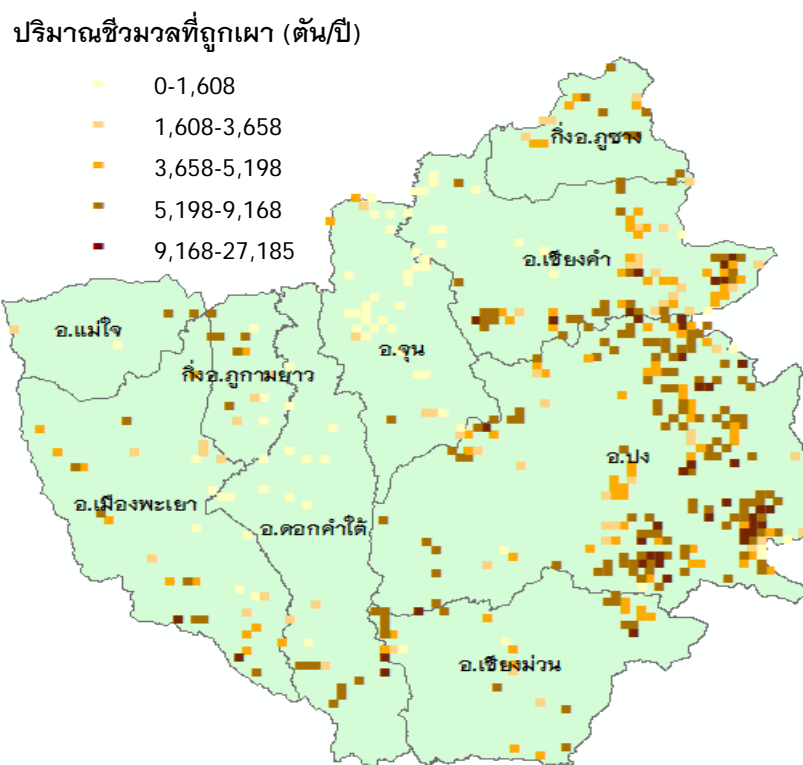 ปริมาณชีวมวลที่ถูกเผา (ตัน/ปี)
0-1,608
1,608-3,658
3,658-5,198
5,198-9,168
9,168-27,185
กิ่งอ.ภูซาง
อ.เชียงคำ
อ.แม่ใจ
อ.จุน
กิ่งอ.ภูกามยาว
อ.ปง
อ.เมืองพะเยา
อ.ดอกคำใต้
อ.เชียงม่วน